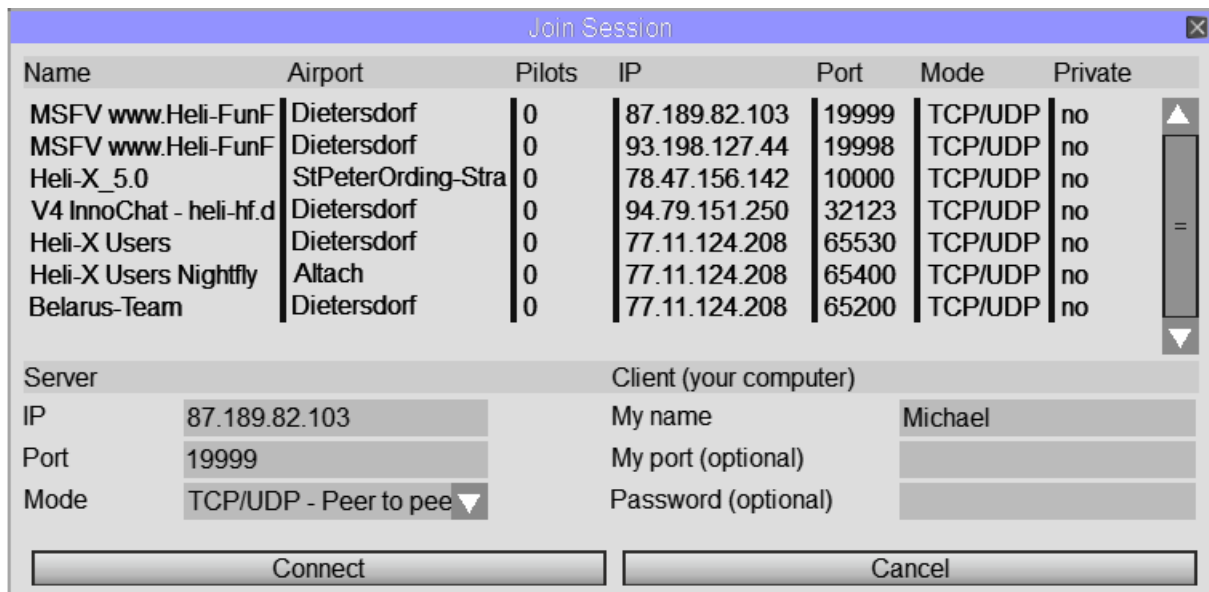 Join Session
Name Airport Pilots IP Port Mode Private
MSFV www.Heli-FunF Dietersdorf 0 87.189.82.103 19999 TCP/UDP no
MSFV www.Heli-FunF Dietersdorf 0 93.198.127.44 19998 TCP/UDP no
Heli-X_5.0 StPeterOrding-Stra 0 78.47.156.142 10000 TCP/UDP no
V4 InnoChat - heli-hf.d Dietersdorf 0 94.79.151.250 32123 TCP/UDP no
Heli-X Users Dietersdorf 0 77.11.124.208 65530 TCP/UDP no
Heli-X Users Nightfly Altach 0 77.11.124.208 65400 TCP/UDP no
Belarus-Team Dietersdorf 0 77.11.124.208 65200 TCP/UDP no
Server Client (your computer)
IP 87.189.82.103 My name Michael
Port 19999 My port (optional)
Mode TCP/UDP - Peer to pee Password (optional)
Connect Cancel